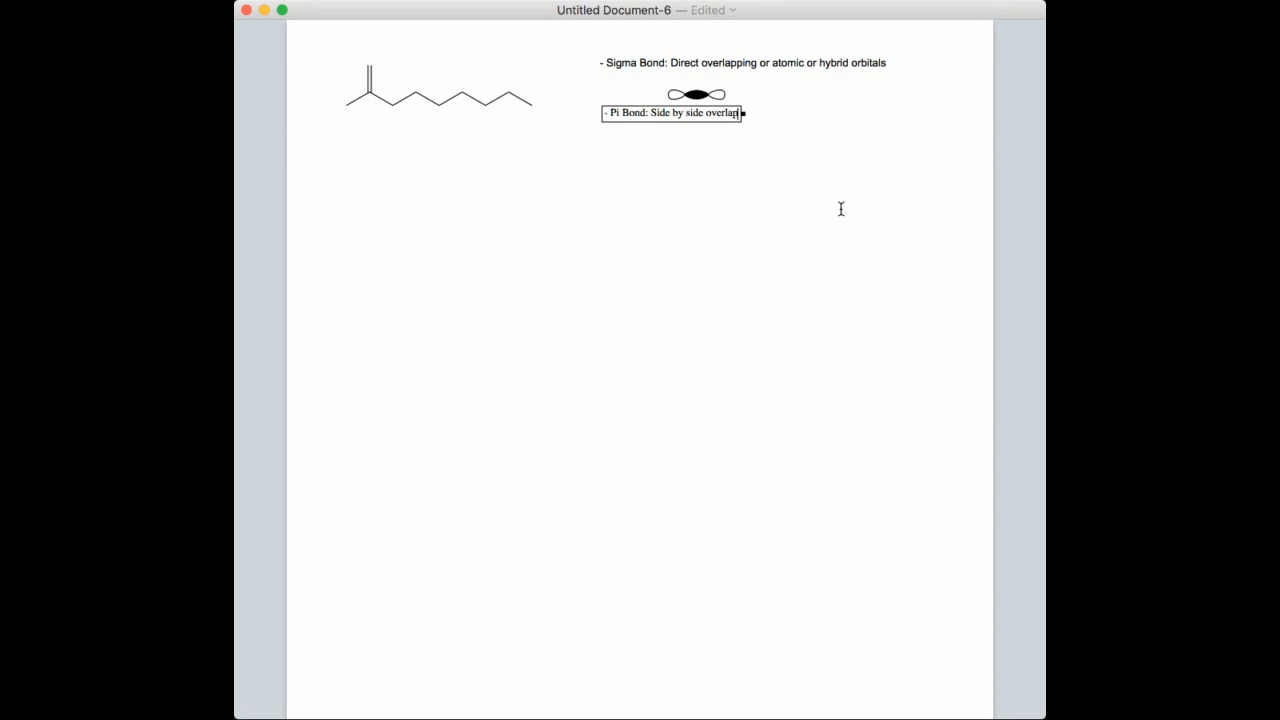 Untitled Document-6 — Edited
- Sigma Bond: Direct overlapping or atomic or hybrid orbitals
- Pi Bond: Side by side overlap